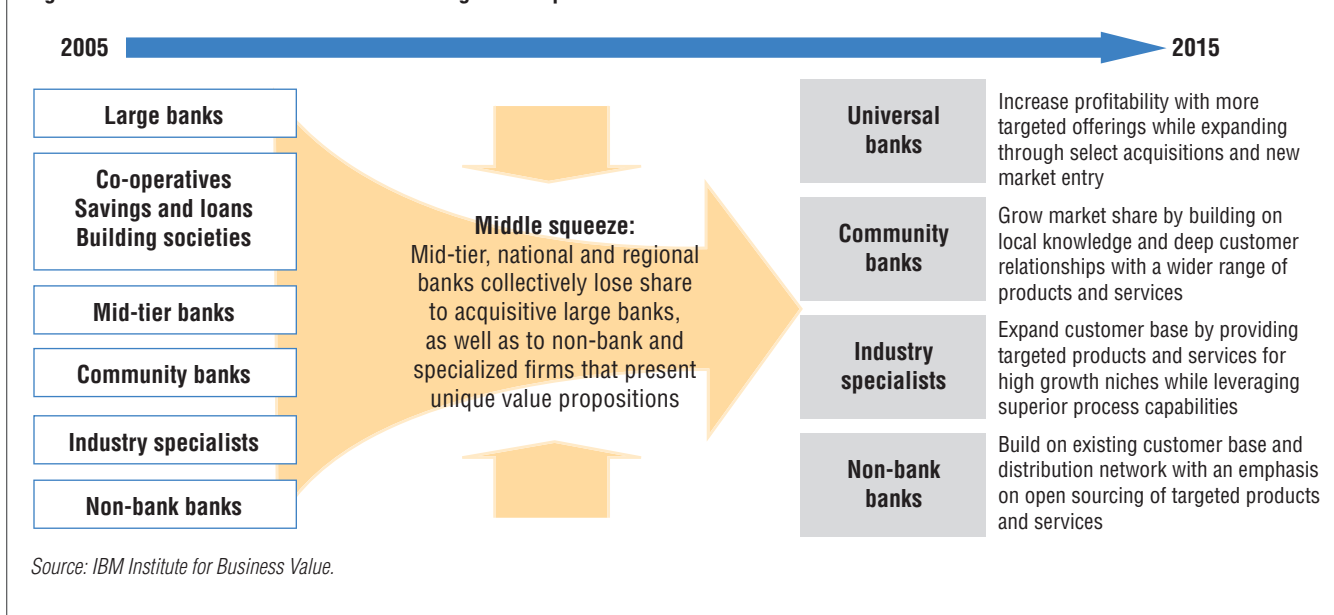 2005
2015
Large banks
Co-operatives
Savings and loans
Building societies
Mid-tier banks
Community banks
Industry specialists
Non-bank banks
Middle squeeze:
Mid-tier, national and regional
banks collectively lose share
to acquisitive large banks,
as well as to non-bank and
specialized firms that present
unique value propositions
Universal
banks
Increase profitability with more
targeted offerings while expanding
through select acquisitions and new
market entry
Community
banks
Grow market share by building on
local knowledge and deep customer
relationships with a wider range of
products and services
Industry
specialists
Expand customer base by providing
targeted products and services for
high growth niches while leveraging
superior process capabilities
Non-bank
banks
Build on existing customer base and
distribution network with an emphasis
on open sourcing of targeted products
and services
Source: IBM Institute for Business Value.